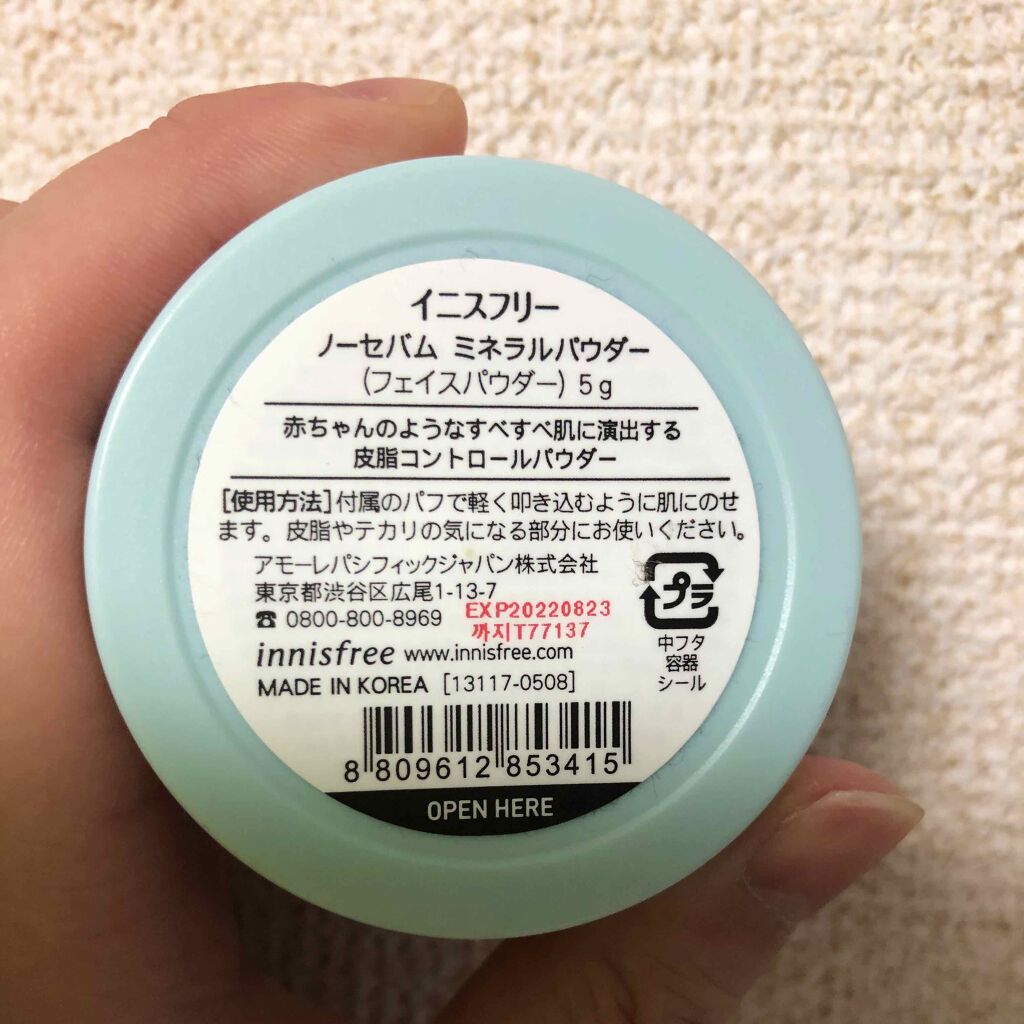 イニスフリー
ノーセバム ミネラルパウダー
(フェイスパウダー) 5g
赤ちゃんのようなすべすべ肌に演出する
皮脂コントロールパウダー
[使用方法]付属のパフで軽く叩き込むように肌にのせ
ます。皮脂やテカリの気になる部分にお使いください。
アモーレパシフィックジャパン株式会社
東京都渋谷区広尾1-13-7
☎ 0800-800-8969
EXP20220823
까지T77137
innisfree www.innisfree.com
MADE IN KOREA [13117-0508]
プラ
中フタ
容器
シール
8 809612 853415
OPEN HERE